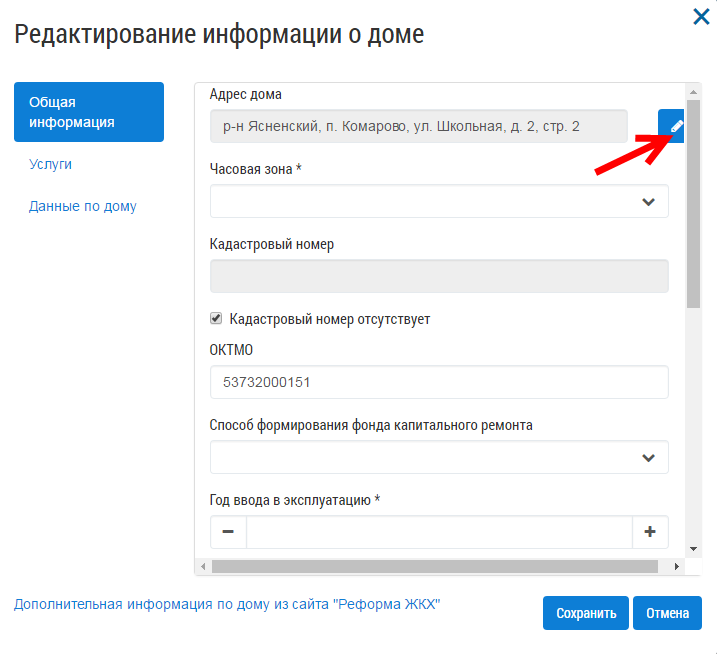 Редактирование информации о доме
Общая
информация
Услуги
Данные по дому
Адрес дома
р-н Ясненский, п. Комарово, ул. Школьная, д. 2, стр. 2
Часовая зона *
Кадастровый номер
Кадастровый номер отсутствует
ОКТМО
53732000151
Способ формирования фонда капитального ремонта
Год ввода в эксплуатацию *
Дополнительная информация по дому из сайта "Реформа ЖКХ"
Сохранить
Отмена